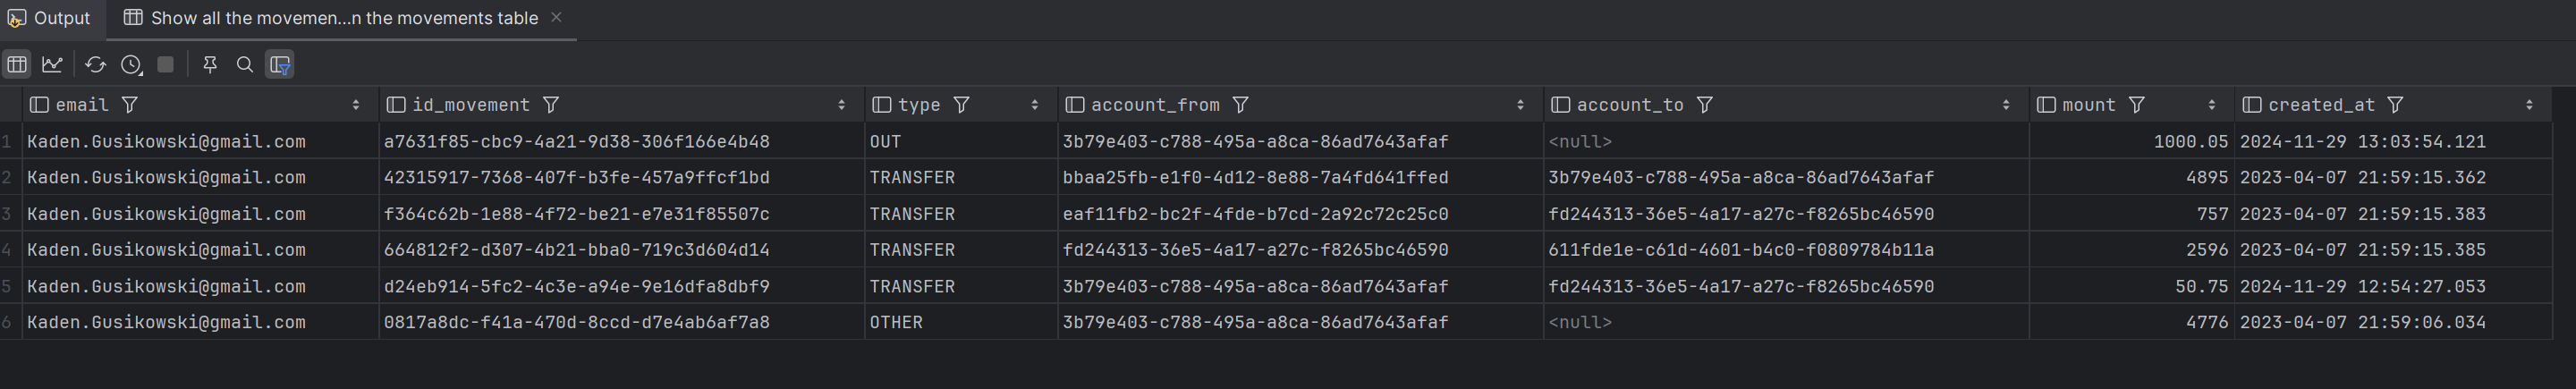 Output Show all the movemen...n the movements table
email id_movement type account_from account_to mount created_at
1 Kaden.Gusikowski@gmail.com a7631f85-cbc9-4a21-9d38-306f166e4b48 OUT 3b79e403-c788-495a-a8ca-86ad7643afaf <null> 1000.05 2024-11-29 13:03:54.121
2 Kaden.Gusikowski@gmail.com 42315917-7368-407f-b3fe-457a9ffcf1bd TRANSFER bbaa25fb-e1f0-4d12-8e88-7a4fd641ffed 3b79e403-c788-495a-a8ca-86ad7643afaf 4895 2023-04-07 21:59:15.362
3 Kaden.Gusikowski@gmail.com f364c62b-1e88-4f72-be21-e7e31f85507c TRANSFER eaf11fb2-bc2f-4fde-b7cd-2a92c72c25c0 fd244313-36e5-4a17-a27c-f8265bc46590 757 2023-04-07 21:59:15.383
4 Kaden.Gusikowski@gmail.com 664812f2-d307-4b21-bba0-719c3d604d14 TRANSFER fd244313-36e5-4a17-a27c-f8265bc46590 611fde1e-c61d-4601-b4c0-f0809784b11a 2596 2023-04-07 21:59:15.385
5 Kaden.Gusikowski@gmail.com d24eb914-5fc2-4c3e-a94e-9e16dfa8dbf9 TRANSFER 3b79e403-c788-495a-a8ca-86ad7643afaf fd244313-36e5-4a17-a27c-f8265bc46590 50.75 2024-11-29 12:54:27.053
6 Kaden.Gusikowski@gmail.com 0817a8dc-f41a-470d-8ccd-d7e4ab6af7a8 OTHER 3b79e403-c788-495a-a8ca-86ad7643afaf <null> 4776 2023-04-07 21:59:06.034